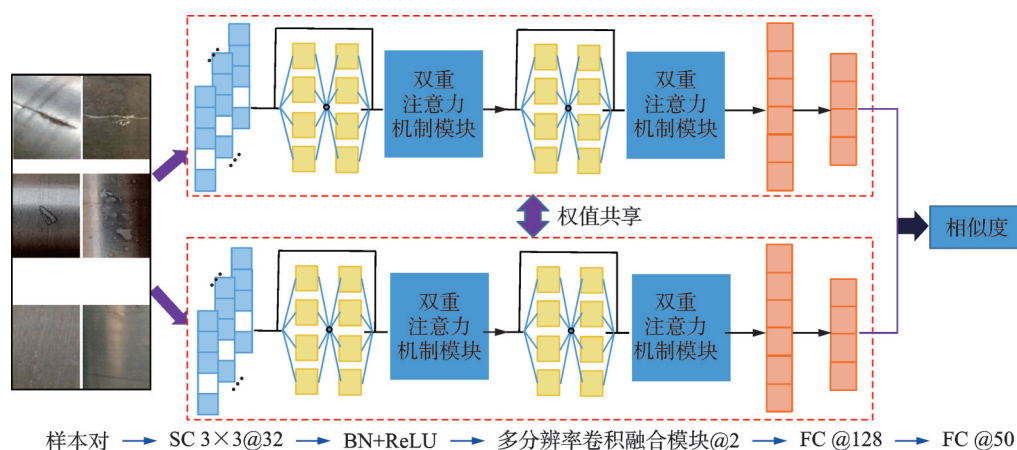 双重
注意力
机制模块
双重
注意力
机制模块
权值共享
相似度
双重
注意力
机制模块
双重
注意力
机制模块
样本对 → SC 3×3@32 → BN+ReLU → 多分辨率卷积融合模块@2 → FC @128 → FC @50